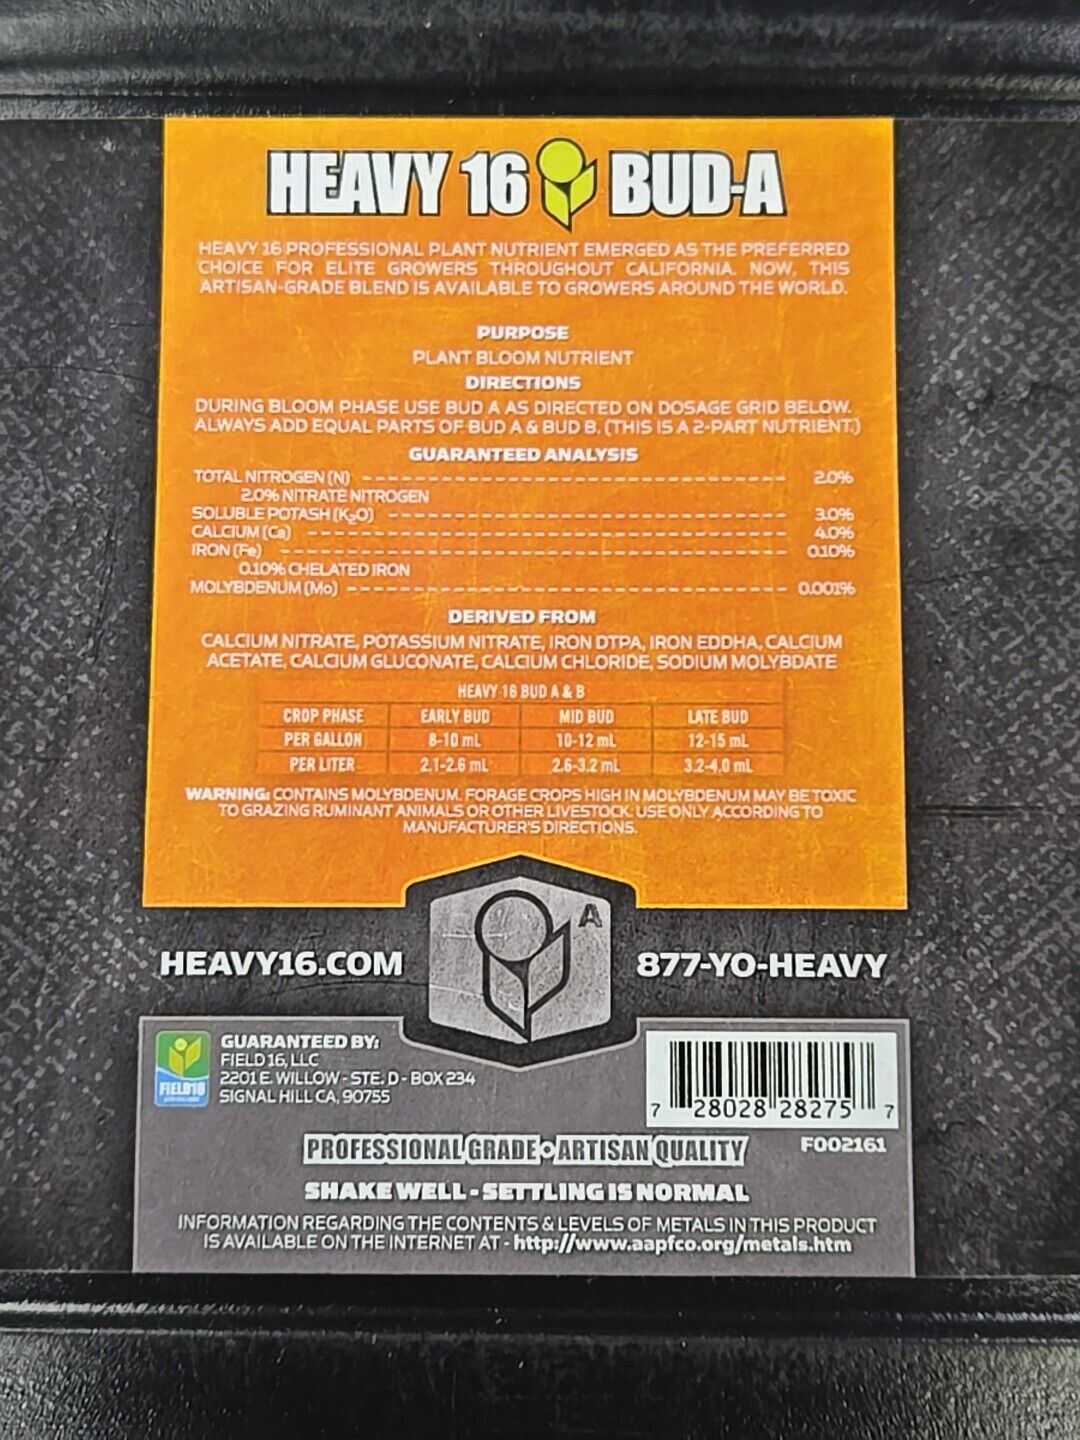 HEAVY 16 BUD-A
HEAVY 16 PROFESSIONAL PLANT NUTRIENT EMERGED AS THE PREFERRED
CHOICE FOR ELITE GROWERS THROUGHOUT CALIFORNIA. NOW, THIS
ARTISAN-GRADE BLEND IS AVAILABLE TO GROWERS AROUND THE WORLD.
PURPOSE
PLANT BLOOM NUTRIENT
DIRECTIONS
DURING BLOOM PHASE USE BUD A AS DIRECTED ON DOSAGE GRID BELOW.
ALWAYS ADD EQUAL PARTS OF BUD A & BUD B. (THIS IS A 2-PART NUTRIENT.)
GUARANTEED ANALYSIS
TOTAL NITROGEN (N) 2.0%
2.0% NITRATE NITROGEN
SOLUBLE POTASH (K₂O) 3.0%
CALCIUM (Ca) 4.0%
IRON (Fe) 0.10%
0.10% CHELATED IRON
MOLYBDENUM (Mo) 0.001%
DERIVED FROM
CALCIUM NITRATE, POTASSIUM NITRATE, IRON DTPA, IRON EDDHA, CALCIUM
ACETATE, CALCIUM GLUCONATE, CALCIUM CHLORIDE, SODIUM MOLYBDATE
HEAVY 16 BUD A & B
CROP PHASE EARLY BUD MID BUD LATE BUD
PER GALLON 8-10 mL 10-12 mL 12-15 mL
PER LITER 2.1-2.6 mL 2.6-3.2 mL 3.2-4.0 mL
WARNING: CONTAINS MOLYBDENUM. FORAGE CROPS HIGH IN MOLYBDENUM MAY BE TOXIC
TO GRAZING RUMINANT ANIMALS OR OTHER LIVESTOCK. USE ONLY ACCORDING TO
MANUFACTURER'S DIRECTIONS.
A
HEAVY16.COM 877-YO-HEAVY
GUARANTEED BY:
FIELD 16, LLC
2201 E. WILLOW - STE. D - BOX 234
SIGNAL HILL CA, 90755
FIELD16
7 28028 28275 7
F002161
PROFESSIONAL GRADE ARTISAN QUALITY
SHAKE WELL - SETTLING IS NORMAL
INFORMATION REGARDING THE CONTENTS & LEVELS OF METALS IN THIS PRODUCT
IS AVAILABLE ON THE INTERNET AT - http://www.aapfco.org/metals.htm